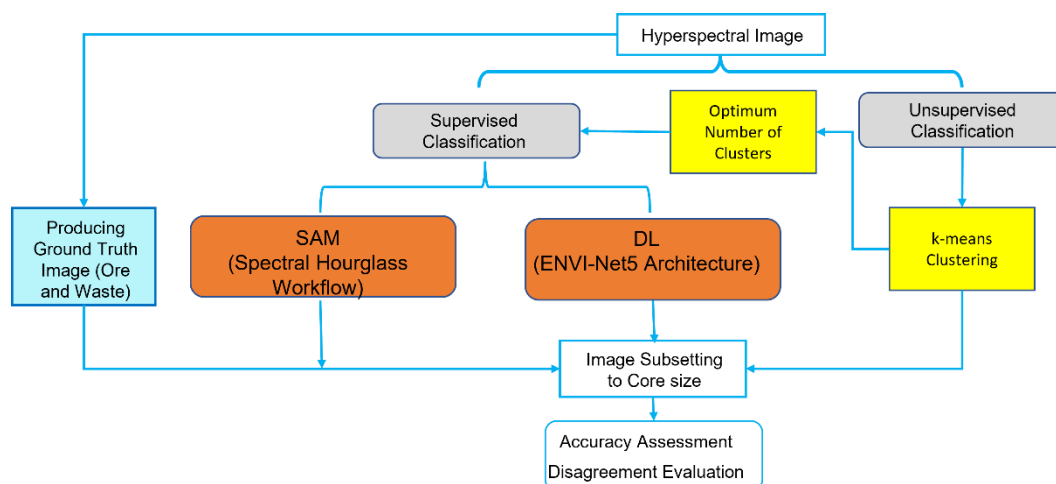 Hyperspectral Image
Supervised
Classification
Optimum
Number of
Clusters
Unsupervised
Classification
Producing
Ground Truth
Image (Ore
and Waste)
SAM
(Spectral Hourglass
Workflow)
DL
(ENVI-Net5 Architecture)
k-means
Clustering
Image Subsetting
to Core size
Accuracy Assessment
Disagreement Evaluation